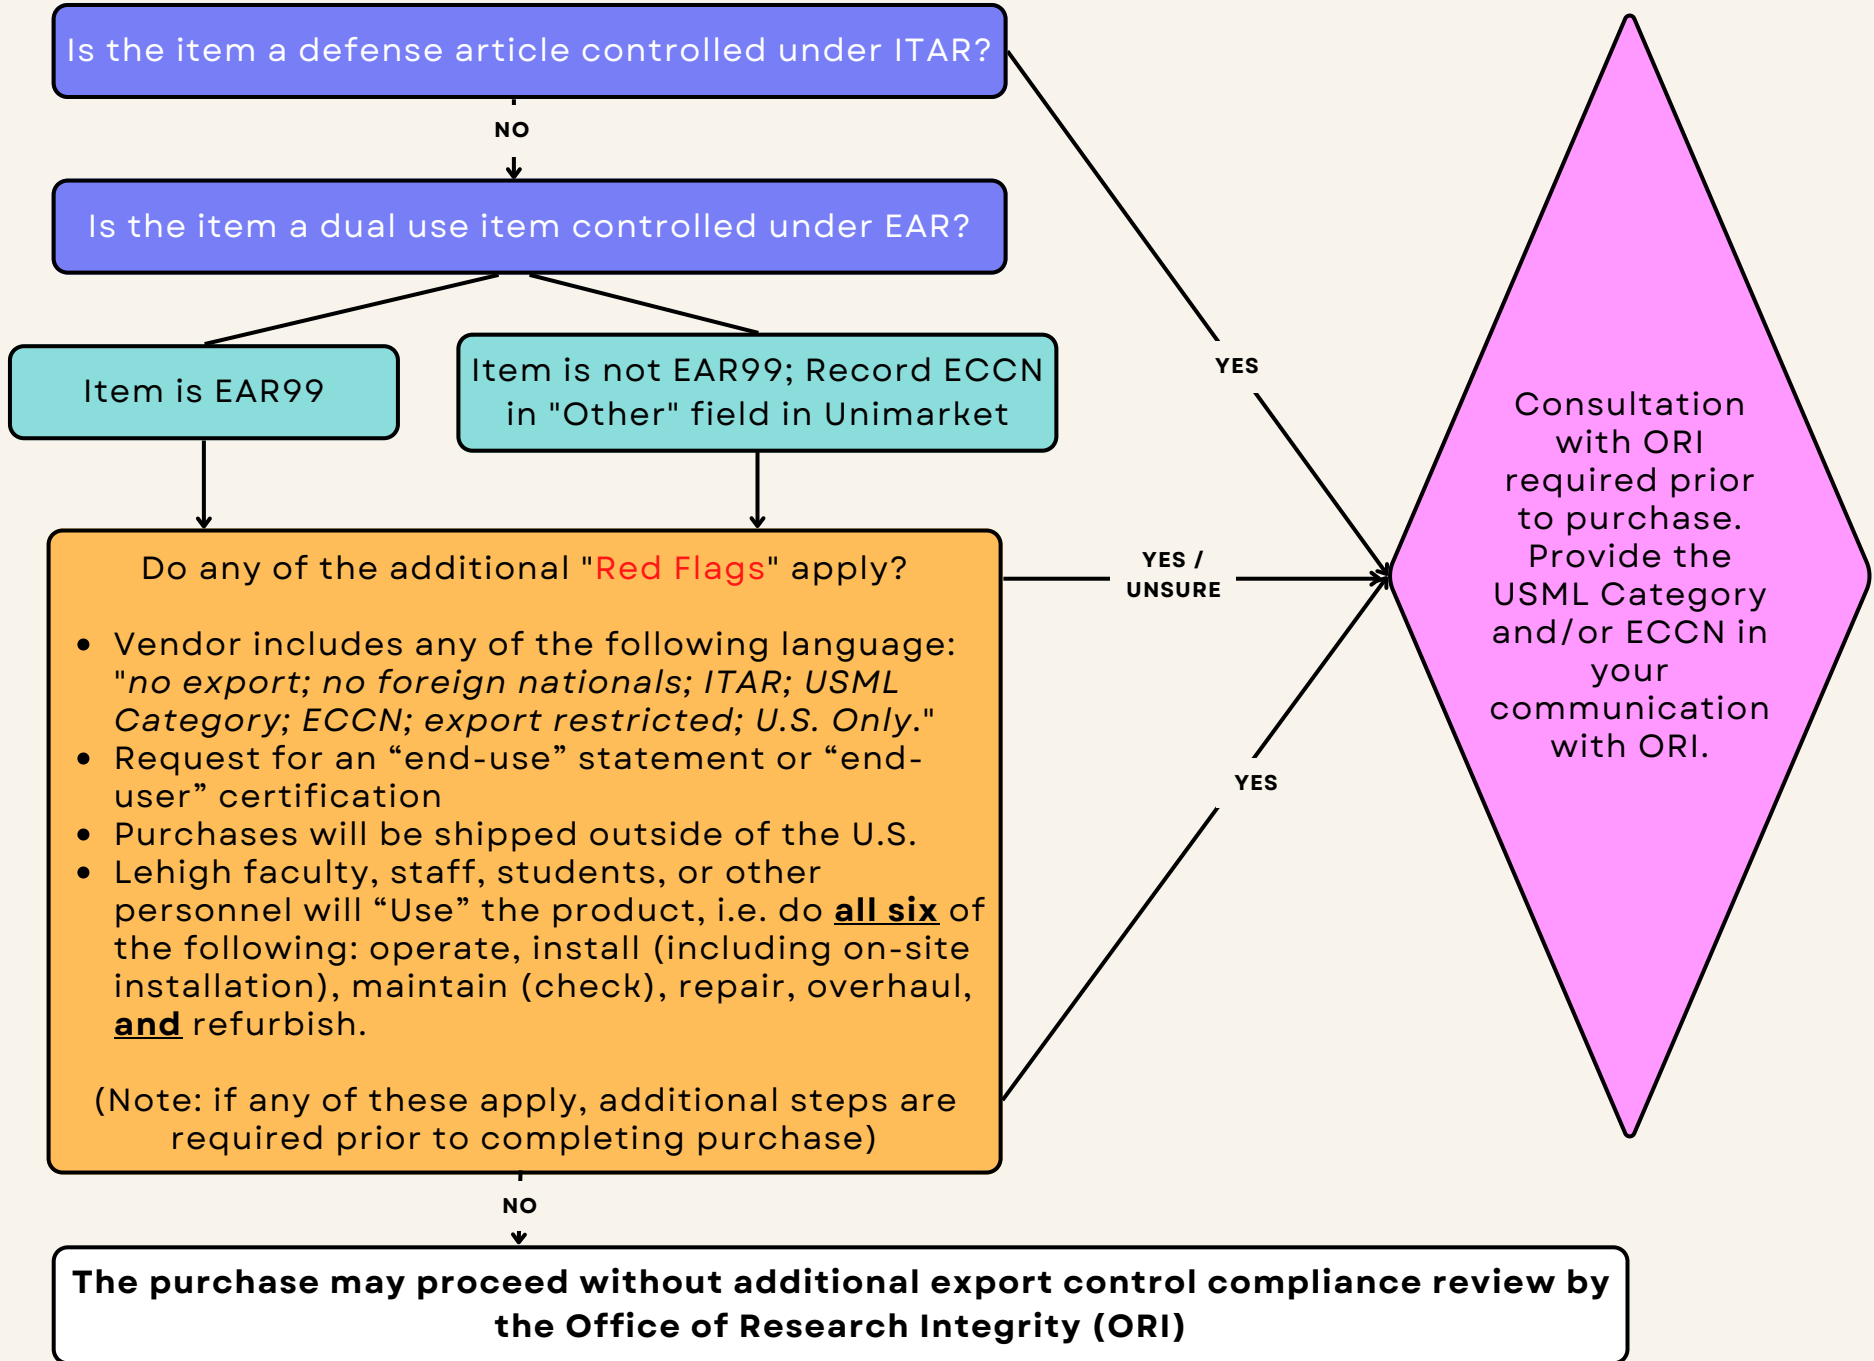 Is the item a defense article controlled under ITAR?
NO
Is the item a dual use item controlled under EAR?
Item is EAR99
Item is not EAR99; Record ECCN
in "Other" field in Unimarket
YES
Do any of the additional "Red Flags" apply?
• Vendor includes any of the following language:
"no export; no foreign nationals; ITAR; USML
Category; ECCN; export restricted; U.S. Only."
• Request for an “end-use” statement or “end-
user” certification
• Purchases will be shipped outside of the U.S.
• Lehigh faculty, staff, students, or other
personnel will “Use” the product, i.e. do all six of
the following: operate, install (including on-site
installation), maintain (check), repair, overhaul,
and refurbish.
(Note: if any of these apply, additional steps are
required prior to completing purchase)
YES /
UNSURE
YES
Consultation
with ORI
required prior
to purchase.
Provide the
USML Category
and/or ECCN in
your
communication
with ORI.
NO
The purchase may proceed without additional export control compliance review by
the Office of Research Integrity (ORI)